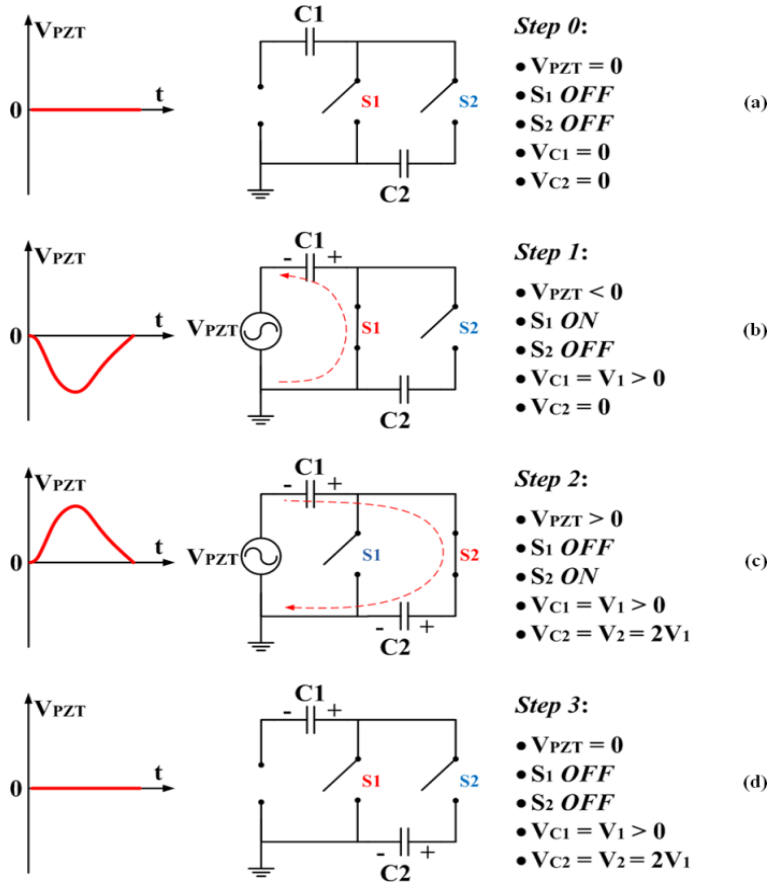 VPZT
0
t
C1
S1
S2
C2
Step 0:
• VPZT = 0
• S1 OFF
• S2 OFF
• VC1 = 0
• VC2 = 0
(a)
VPZT
0
t
C1
- +
VPZT
S1
S2
C2
Step 1:
• VPZT < 0
• S1 ON
• S2 OFF
• VC1 = V1 > 0
• VC2 = 0
(b)
VPZT
0
t
C1
- +
VPZT
S1
S2
- +
C2
Step 2:
• VPZT > 0
• S1 OFF
• S2 ON
• VC1 = V1 > 0
• VC2 = V2 = 2V1
(c)
VPZT
0
t
C1
- +
S1
S2
- +
C2
Step 3:
• VPZT = 0
• S1 OFF
• S2 OFF
• VC1 = V1 > 0
• VC2 = V2 = 2V1
(d)